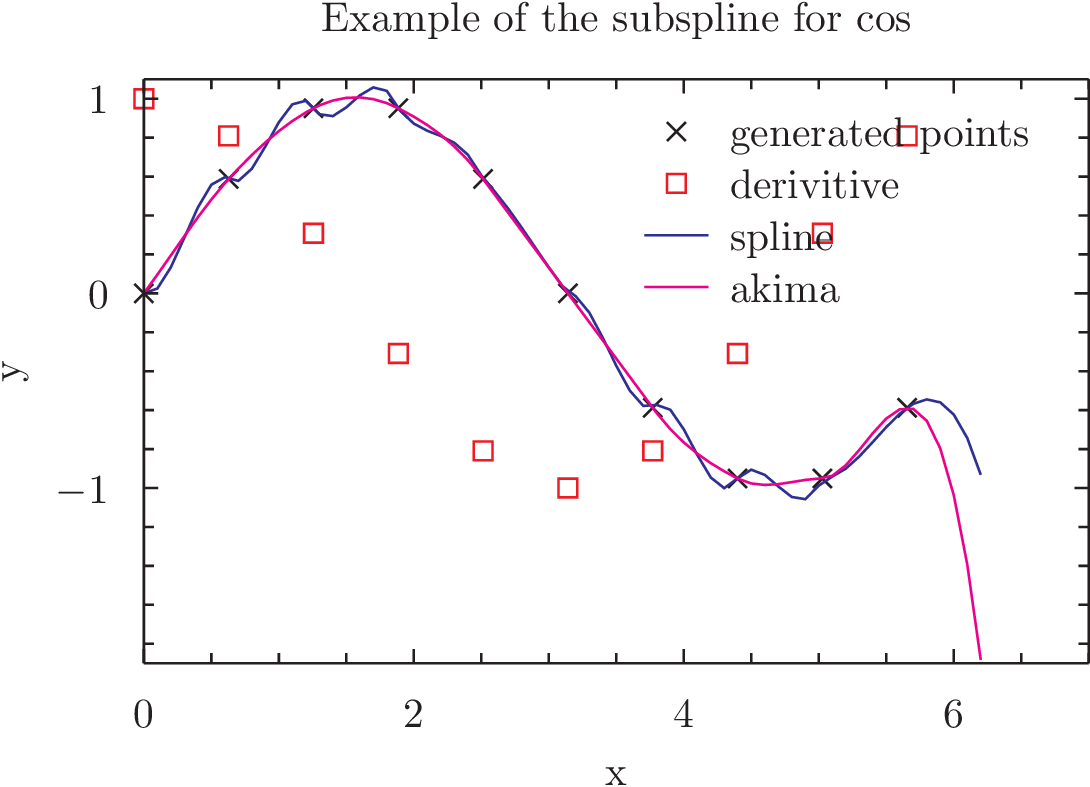 Example of the subspline for cos
1
0
−1
y
generated points
derivitive
spline
akima
0 2 4 6
x